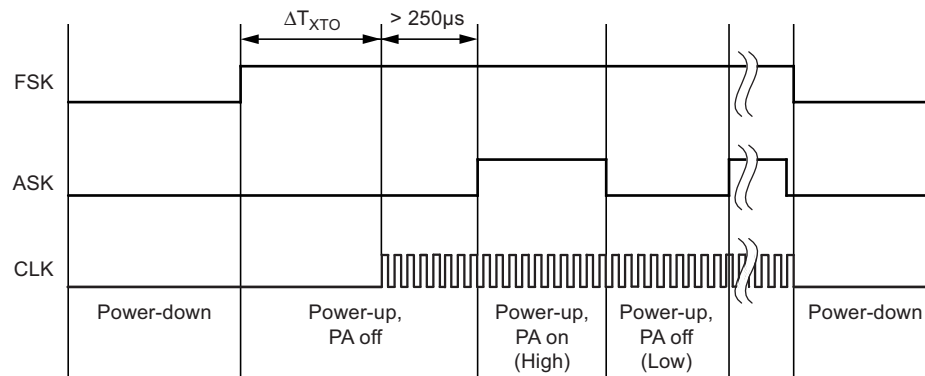 ΔT_XTO
> 250μs
FSK
ASK
CLK
Power-down
Power-up,
PA off
Power-up,
PA on
(High)
Power-up,
PA off
(Low)
Power-down